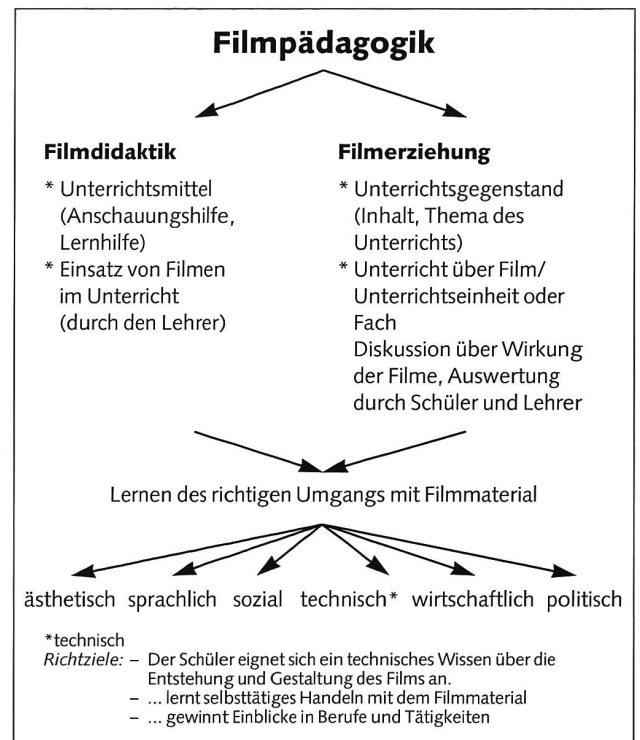 Filmpädagogik
Filmdidaktik
* Unterrichtsmittel
(Anschauungshilfe,
Lernhilfe)
* Einsatz von Filmen
im Unterricht
(durch den Lehrer)
Filmerziehung
* Unterrichtsgegenstand
(Inhalt, Thema des
Unterrichts)
* Unterricht über Film/
Unterrichtseinheit oder
Fach
Diskussion über Wirkung
der Filme, Auswertung
durch Schüler und Lehrer
Lernen des richtigen Umgangs mit Filmmaterial
ästhetisch sprachlich sozial technisch* wirtschaftlich politisch
*technisch
Richtziele: – Der Schüler eignet sich ein technisches Wissen über die
Entstehung und Gestaltung des Films an.
– ... lernt selbsttätiges Handeln mit dem Filmmaterial
– ... gewinnt Einblicke in Berufe und Tätigkeiten